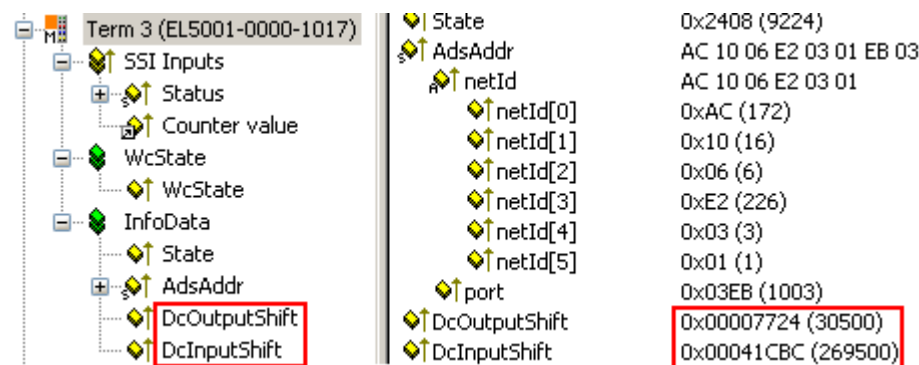 Term 3 (EL5001-0000-1017)
SSI Inputs
Status
Counter value
WcState
WcState
InfoData
State
AdsAddr
DcOutputShift
DcInputShift
State 0x2408 (9224)
AdsAddr AC 10 06 E2 03 01 EB 03
netId AC 10 06 E2 03 01
netId[0] 0xAC (172)
netId[1] 0x10 (16)
netId[2] 0x06 (6)
netId[3] 0xE2 (226)
netId[4] 0x03 (3)
netId[5] 0x01 (1)
port 0x03EB (1003)
DcOutputShift 0x00007724 (30500)
DcInputShift 0x00041CBC (269500)